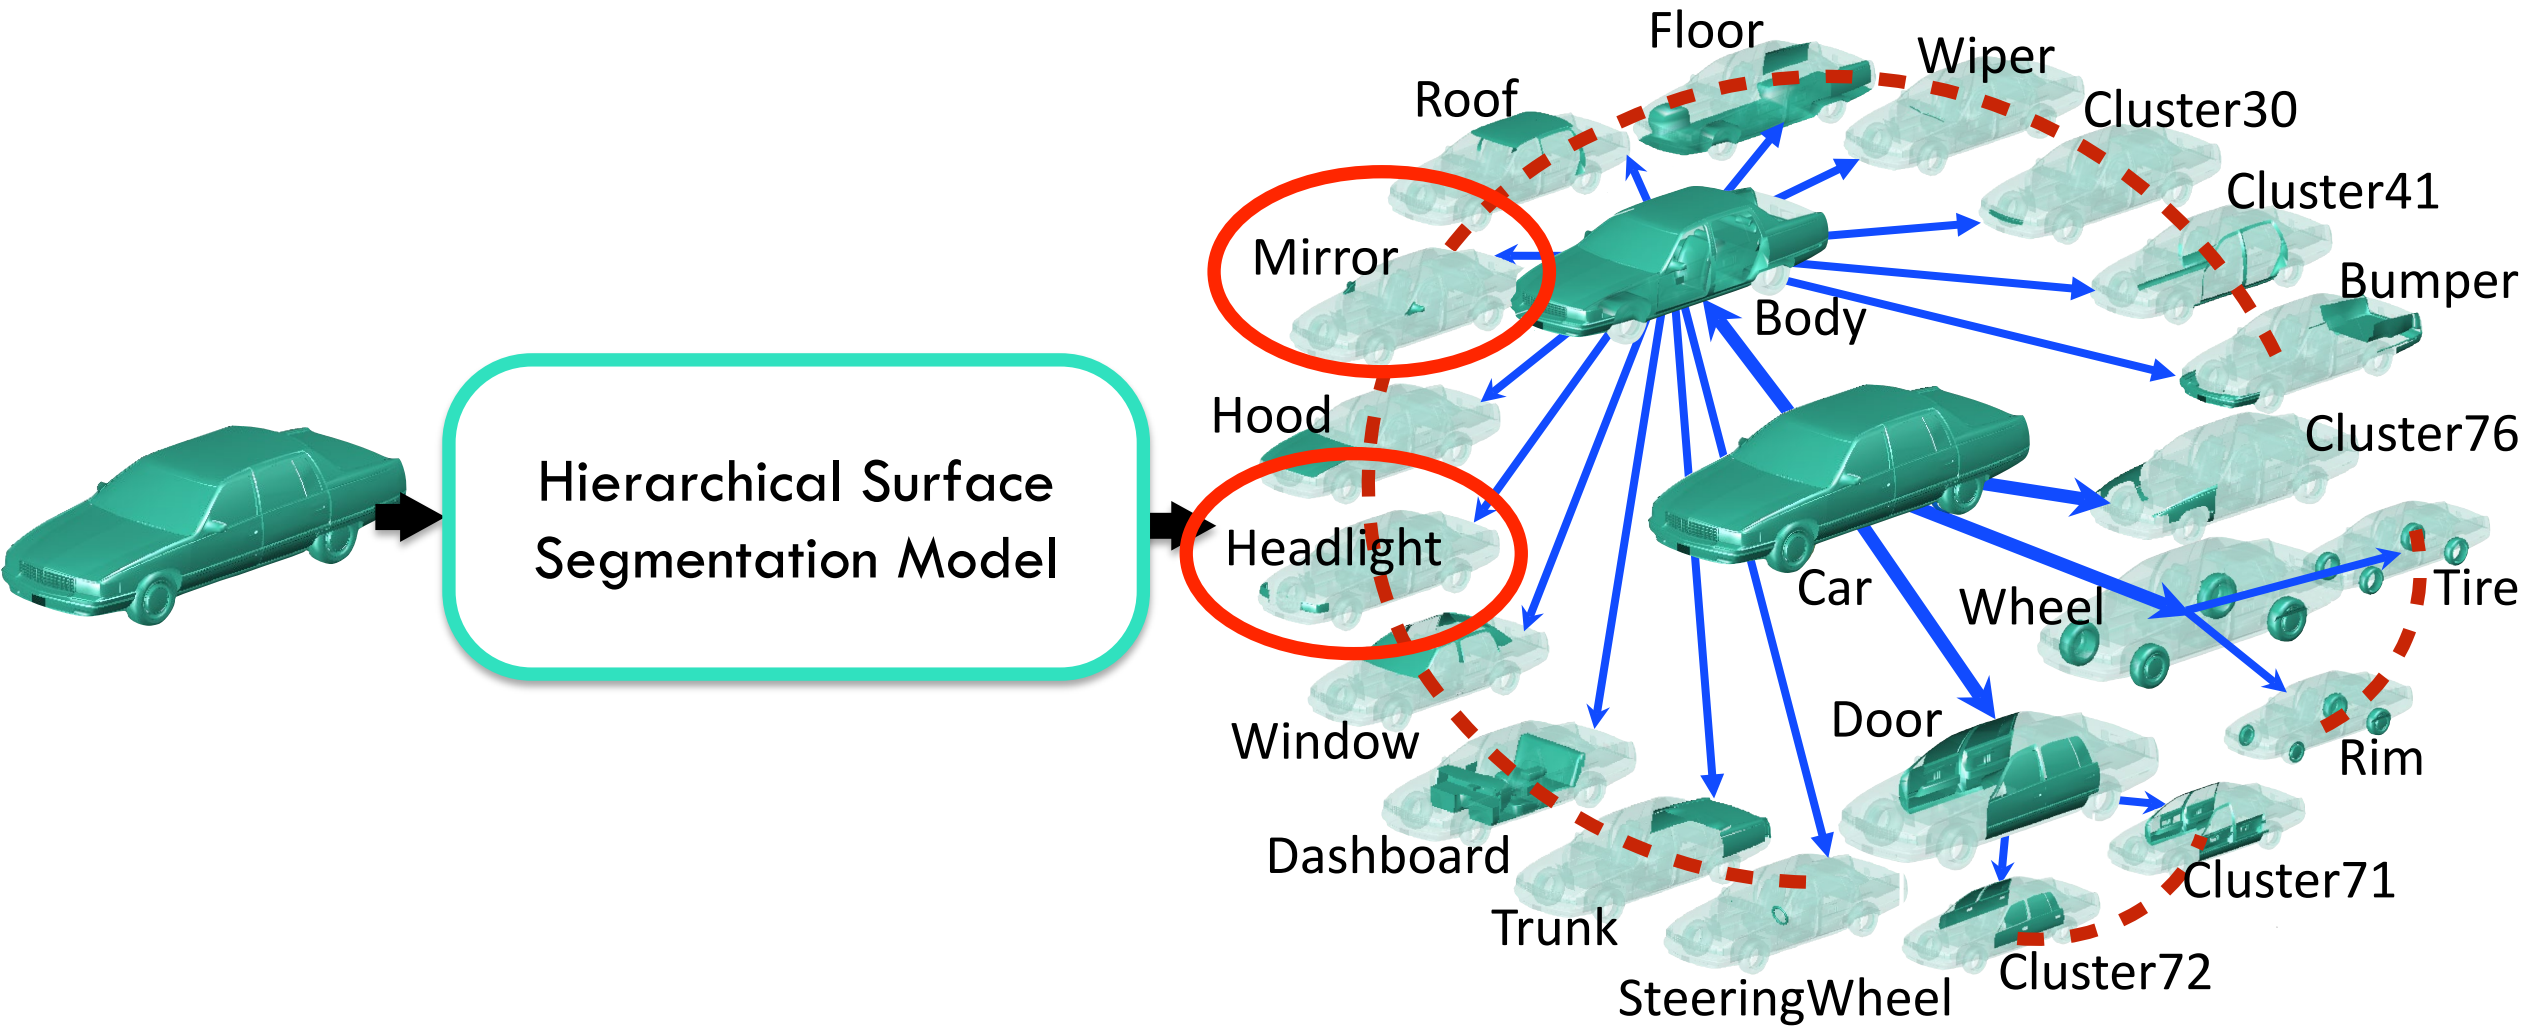 Hierarchical Surface
Segmentation Model
Floor
Wiper
Roof
Cluster30
Cluster41
Mirror
Bumper
Body
Hood
Cluster76
Headlight
Car
Wheel
Tire
Window
Door
Rim
Dashboard
Cluster71
Trunk
Cluster72
SteeringWheel